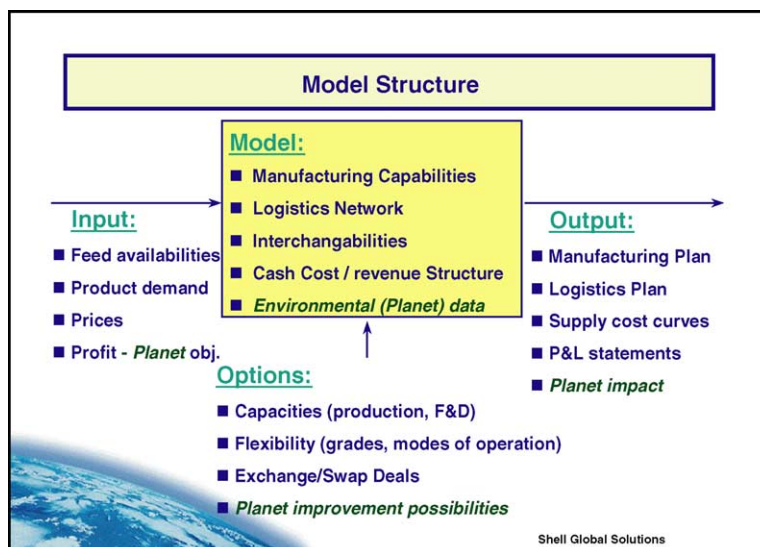 Model Structure
Model:
■ Manufacturing Capabilities
■ Logistics Network
■ Interchangabilities
■ Cash Cost / revenue Structure
■ Environmental (Planet) data
Input:
■ Feed availabilities
■ Product demand
■ Prices
■ Profit - Planet obj.
Output:
■ Manufacturing Plan
■ Logistics Plan
■ Supply cost curves
■ P&L statements
■ Planet impact
Options:
■ Capacities (production, F&D)
■ Flexibility (grades, modes of operation)
■ Exchange/Swap Deals
■ Planet improvement possibilities
Shell Global Solutions